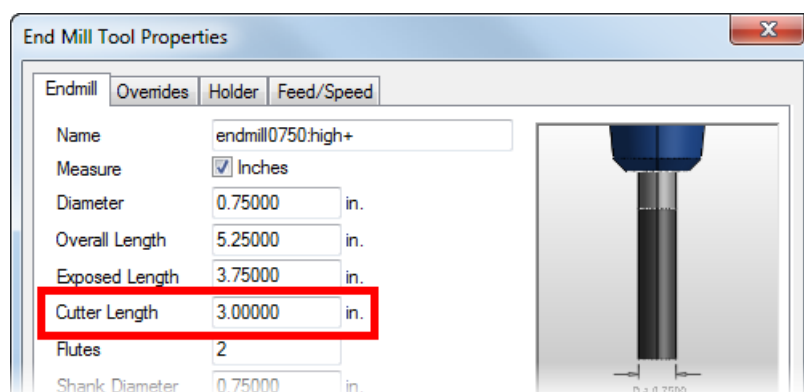 End Mill Tool Properties
X
Endmill Overrides Holder Feed/Speed
Name endmill0750:high+
Measure Inches
Diameter 0.75000 in.
Overall Length 5.25000 in.
Exposed Length 3.75000 in.
Cutter Length 3.00000 in.
Flutes 2
Shank Diameter 0.75000 in.